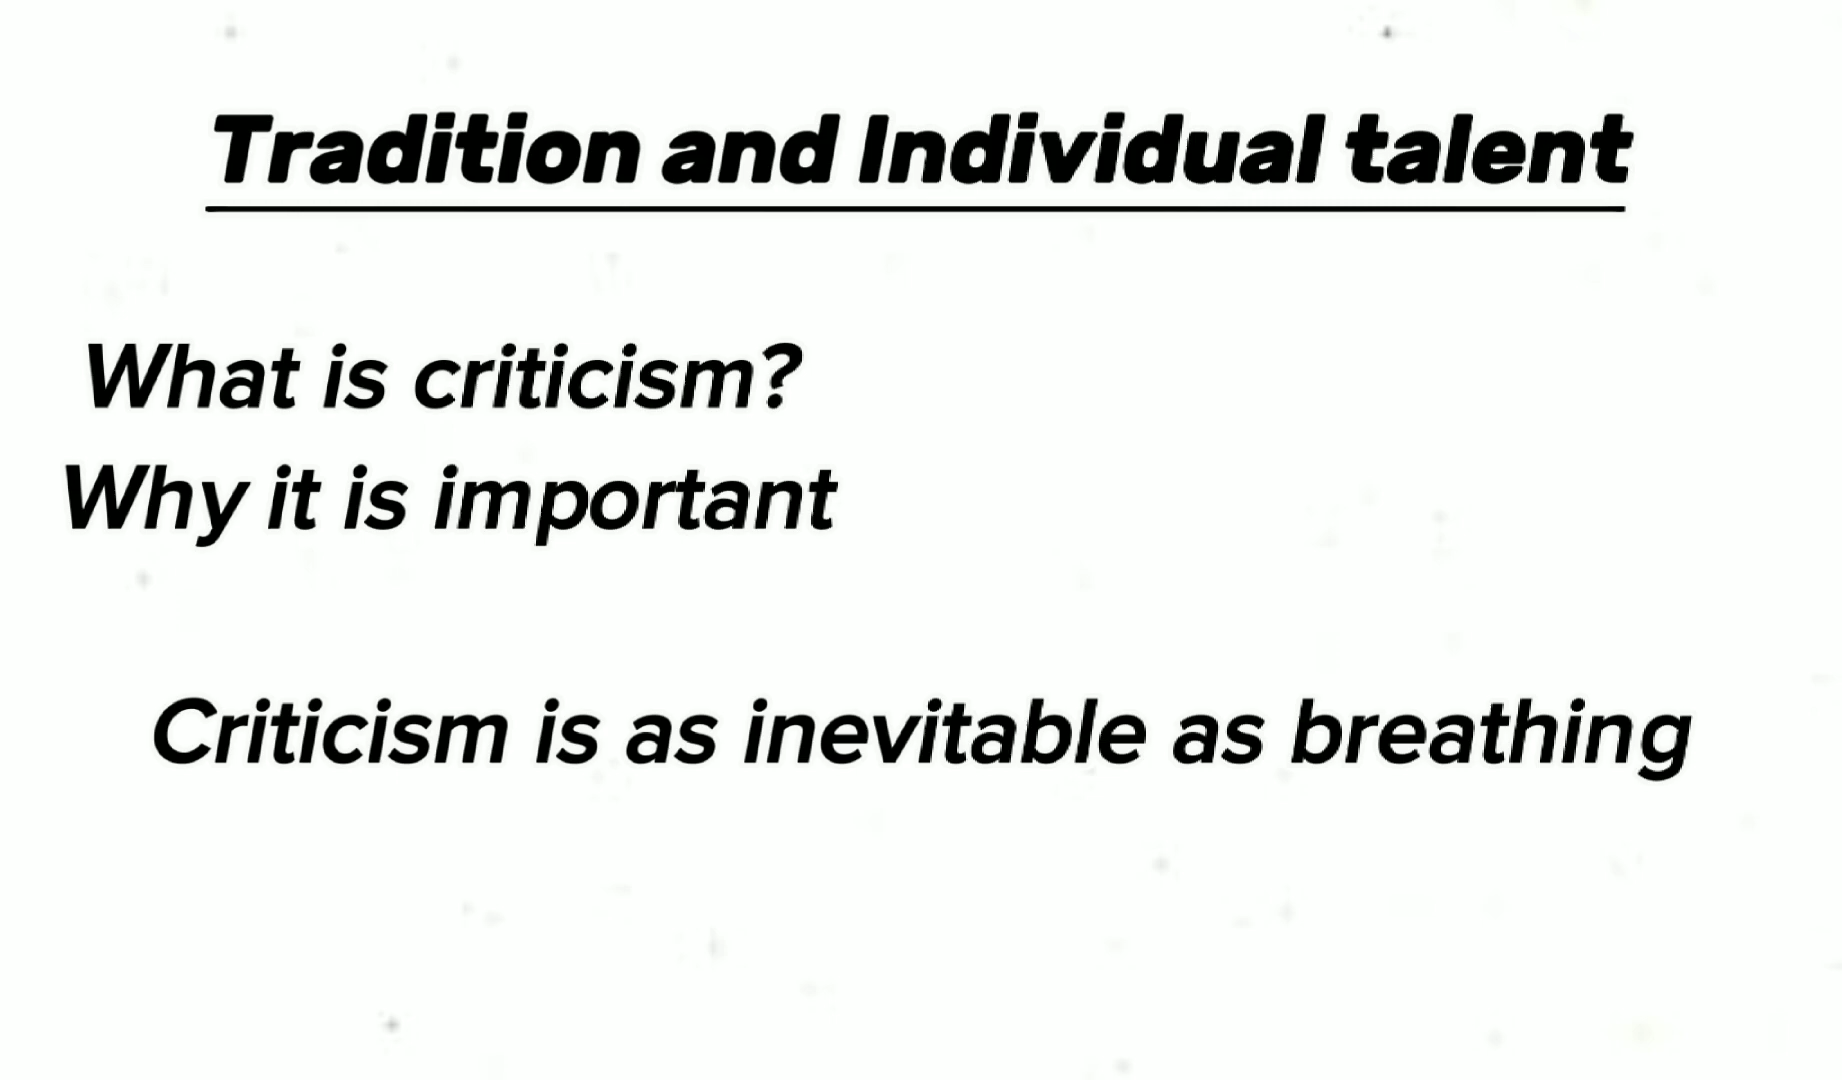 Tradition and Individual talent
What is criticism?
Why it is important
Criticism is as inevitable as breathing